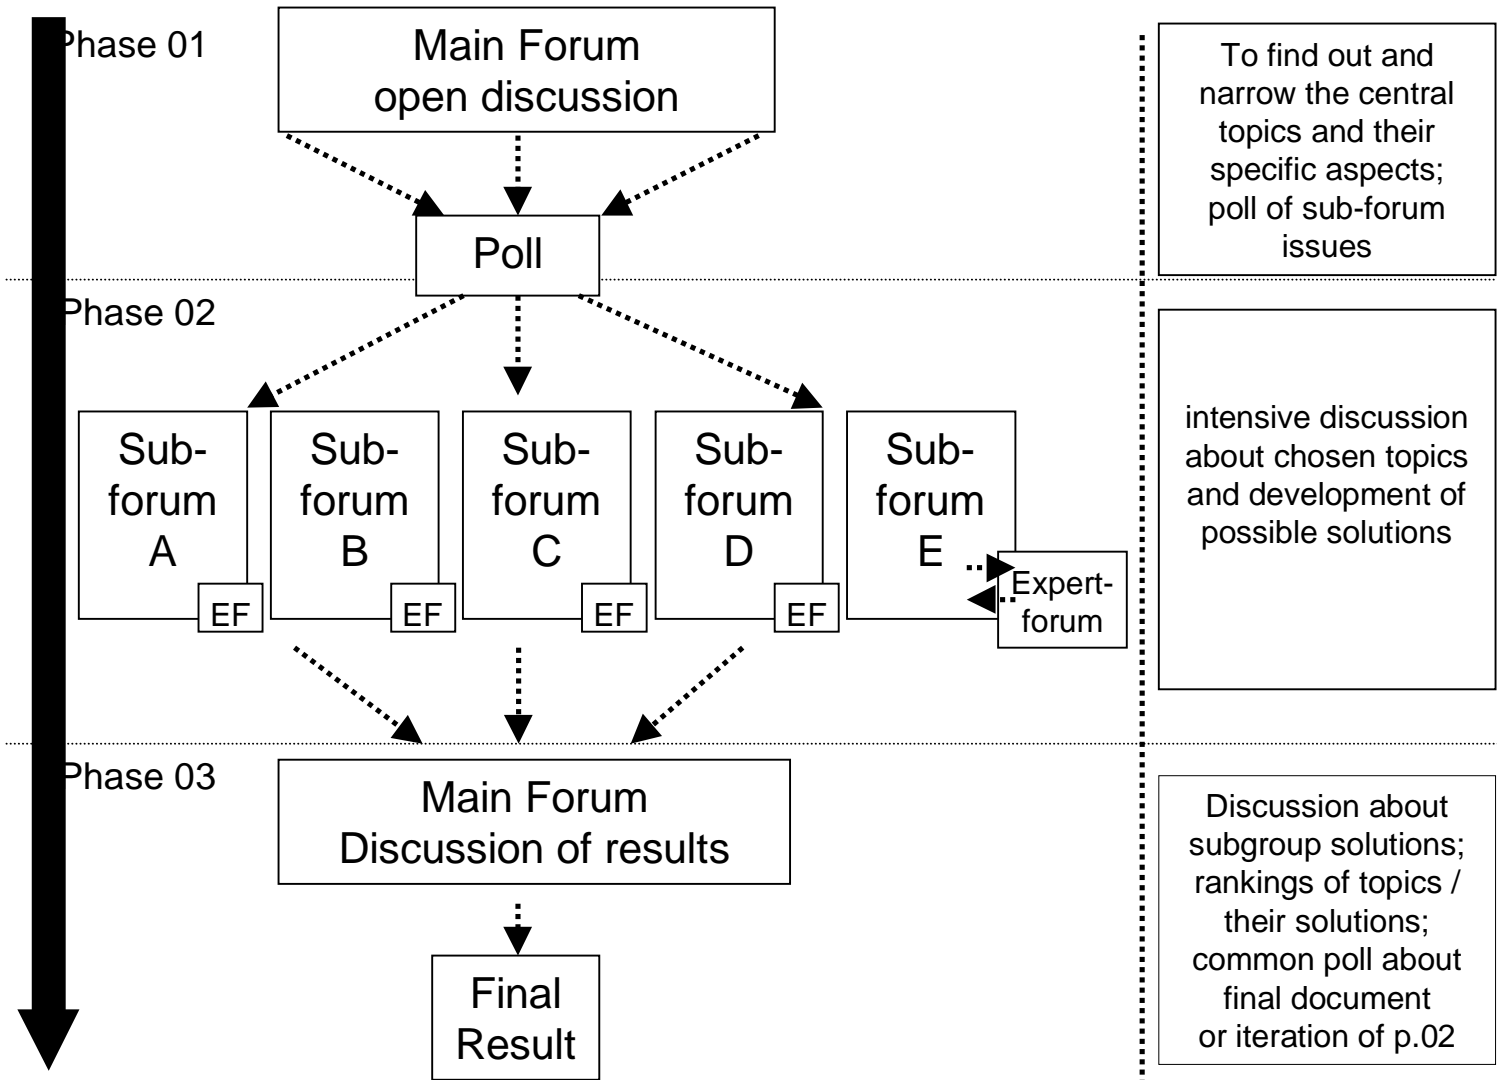 Phase 01
Main Forum
open discussion
To find out and
narrow the central
topics and their
specific aspects;
poll of sub-forum
issues
Poll
Phase 02
Sub-
forum
A
EF
Sub-
forum
B
EF
Sub-
forum
C
EF
Sub-
forum
D
EF
Sub-
forum
E
Expert-
forum
intensive discussion
about chosen topics
and development of
possible solutions
Phase 03
Main Forum
Discussion of results
Final
Result
Discussion about
subgroup solutions;
rankings of topics /
their solutions;
common poll about
final document
or iteration of p.02